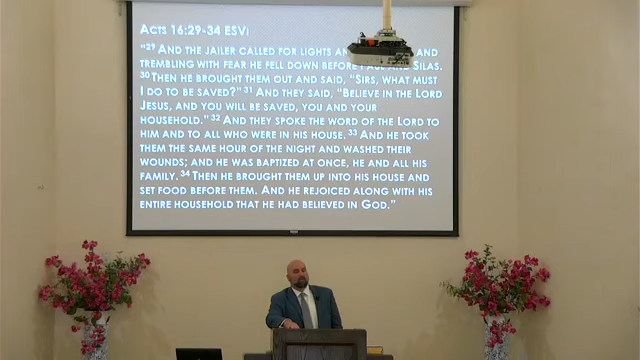 Acts 16:29-34 ESVi
"29 And the jailer called for lights an and
trembling with fear he fell down before Paul and Silas.
30 Then he brought them out and said, "Sirs, what must
I do to be saved?" 31 And they said, "Believe in the Lord
Jesus, and you will be saved, you and your
household." 32 And they spoke the word of the Lord to
him and to all who were in his house. 33 And he took
them the same hour of the night and washed their
wounds; and he was baptized at once, he and all his
family. 34 Then he brought them up into his house and
set food before them. And he rejoiced along with his
entire household that he had believed in God."